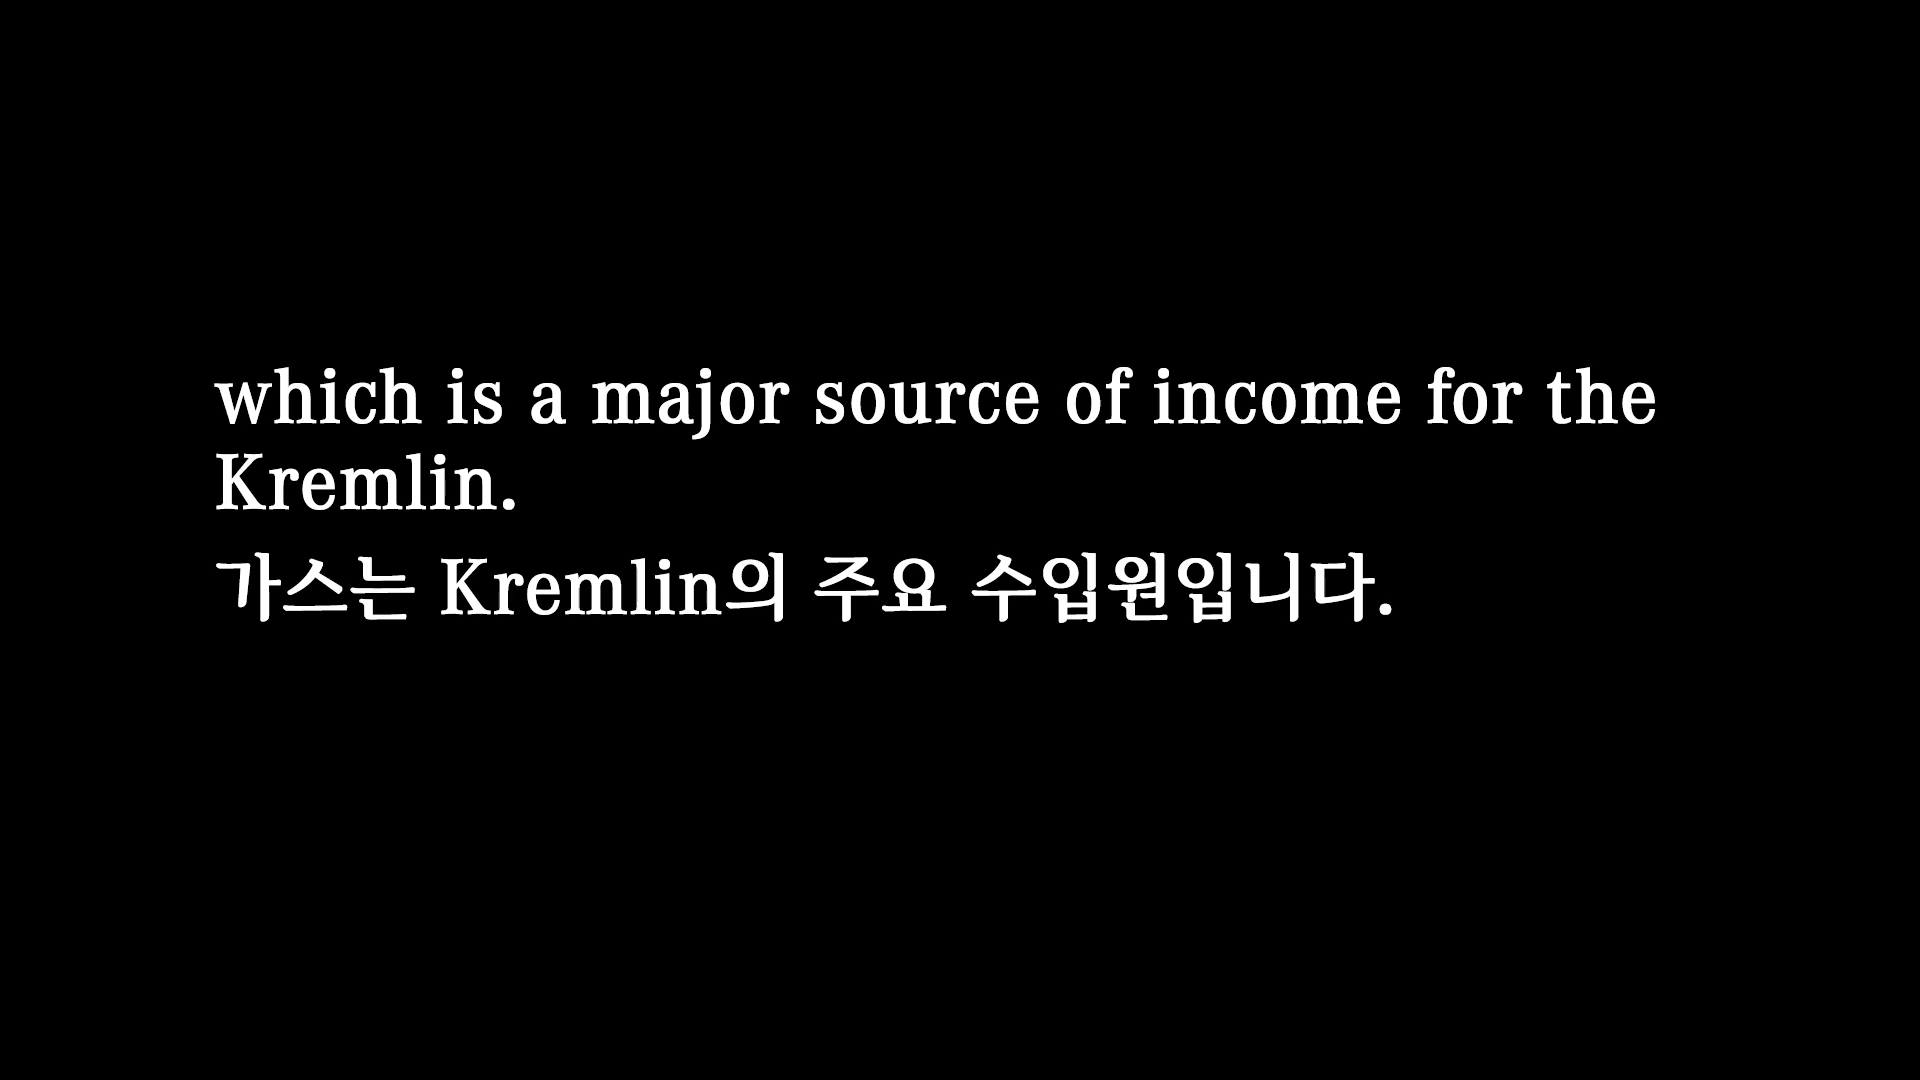 which is a major source of income for the
Kremlin.
가스는 Kremlin의 주요 수입원입니다.